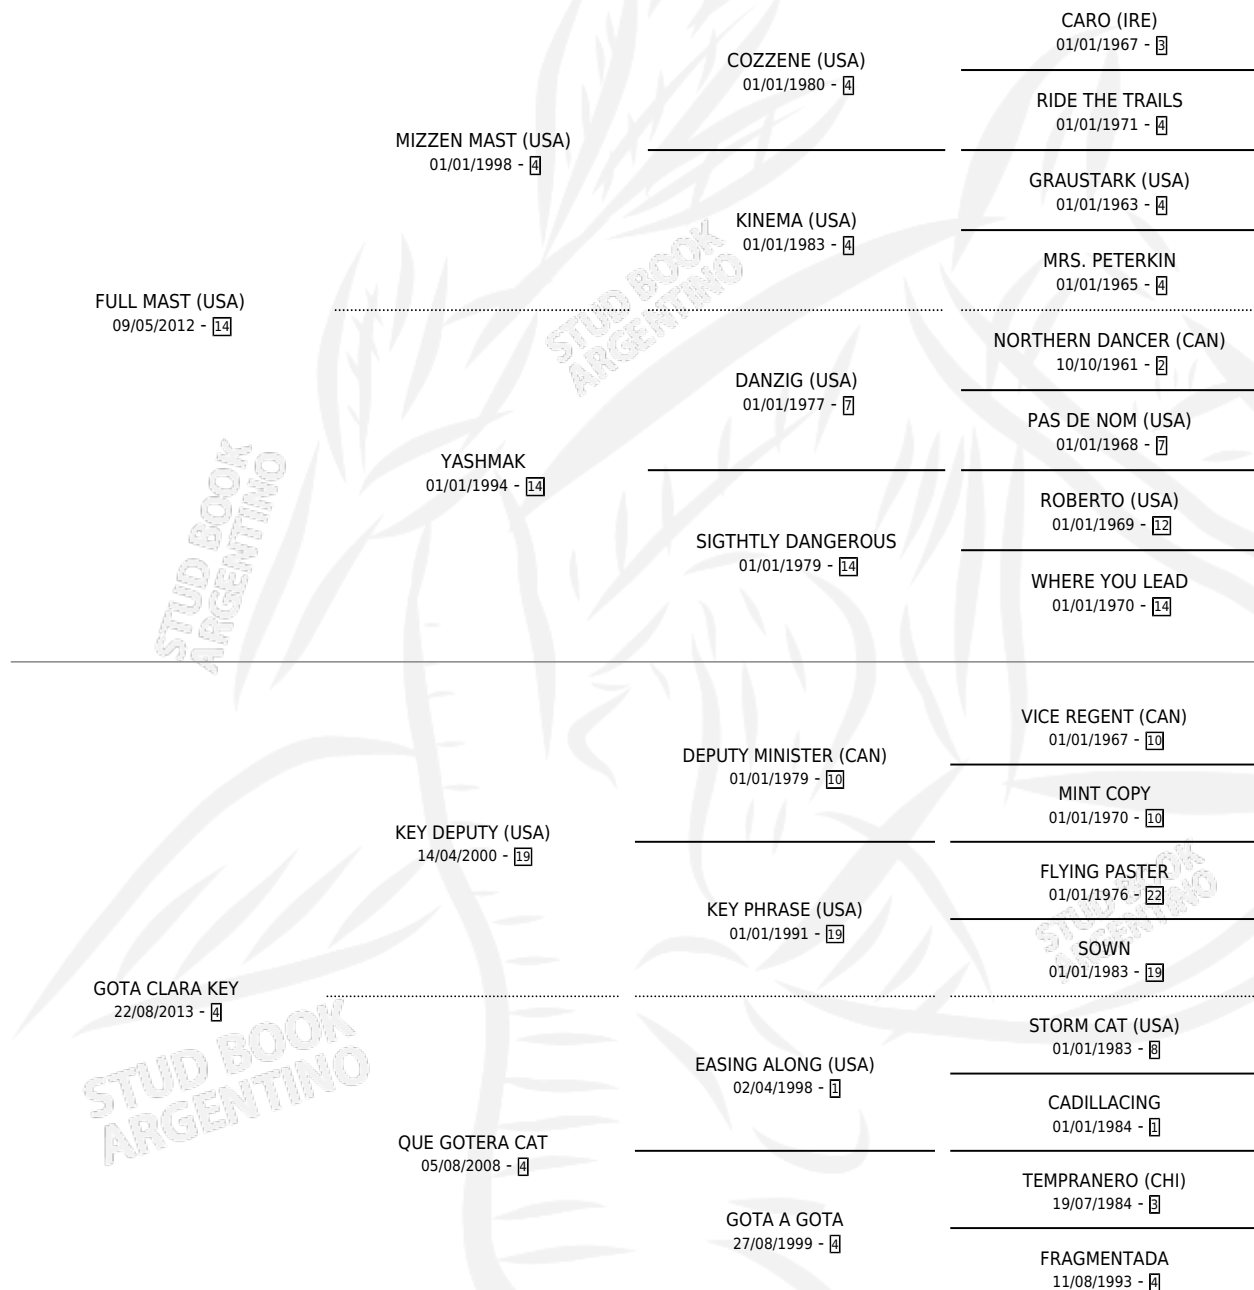 CARO (IRE)
01/01/1967 - 3
COZZENE (USA)
01/01/1980 - 4
RIDE THE TRAILS
01/01/1971 - 4
MIZZEN MAST (USA)
01/01/1998 - 4
GRAUSTARK (USA)
01/01/1963 - 4
KINEMA (USA)
01/01/1983 - 4
MRS. PETERKIN
01/01/1965 - 4
FULL MAST (USA)
09/05/2012 - 14
NORTHERN DANCER (CAN)
10/10/1961 - 2
DANZIG (USA)
01/01/1977 - 7
PAS DE NOM (USA)
01/01/1968 - 7
YASHMAK
01/01/1994 - 14
ROBERTO (USA)
01/01/1969 - 12
SIGTHTLY DANGEROUS
01/01/1979 - 14
WHERE YOU LEAD
01/01/1970 - 14
VICE REGENT (CAN)
01/01/1967 - 10
DEPUTY MINISTER (CAN)
01/01/1979 - 10
MINT COPY
01/01/1970 - 10
KEY DEPUTY (USA)
14/04/2000 - 19
FLYING PASTER
01/01/1976 - 22
KEY PHRASE (USA)
01/01/1991 - 19
SOWN
01/01/1983 - 19
GOTA CLARA KEY
22/08/2013 - 4
STORM CAT (USA)
01/01/1983 - 8
EASING ALONG (USA)
02/04/1998 - 1
CADILLACING
01/01/1984 - 1
QUE GOTERA CAT
05/08/2008 - 4
TEMPRANERO (CHI)
19/07/1984 - 3
GOTA A GOTA
27/08/1999 - 4
FRAGMENTADA
11/08/1993 - 4
STUD BOOK
ARGENTINO
STUD BOOK
ARGENTINO
STUD BOOK
ARGENTINO
STUD BOOK
ARGENTINO